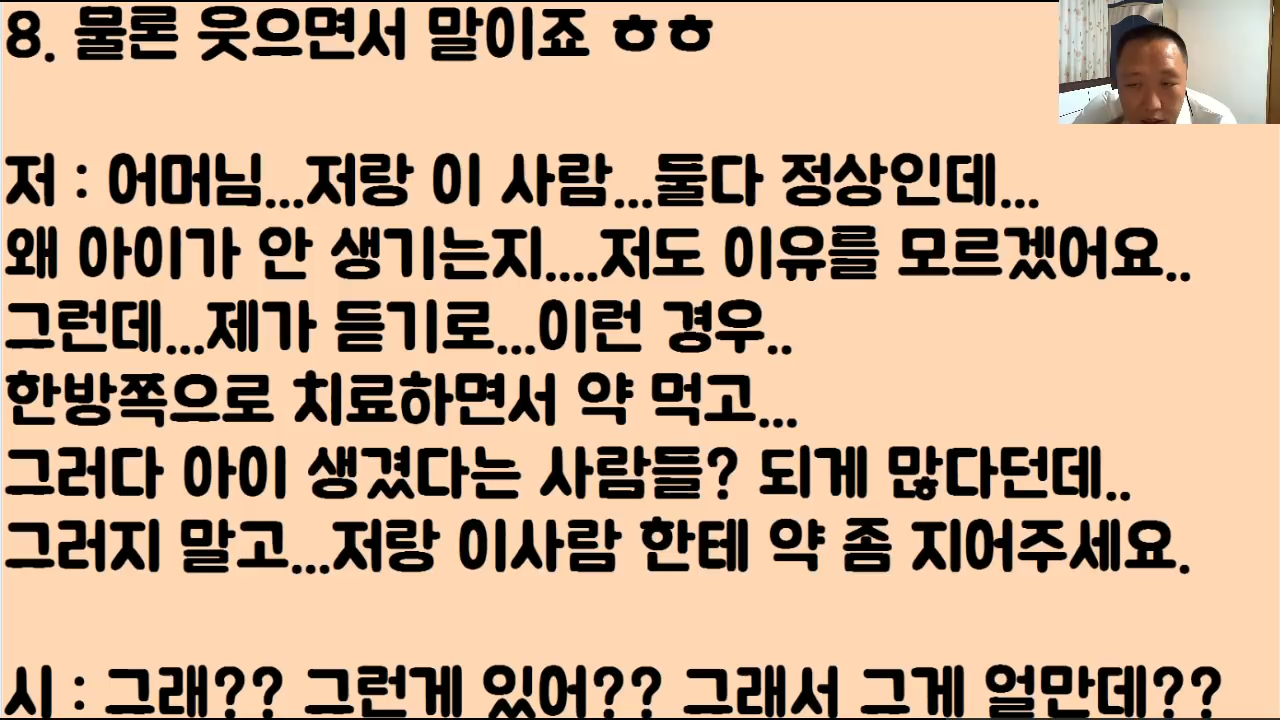 8. 물론 웃으면서 말이죠 ㅎㅎ
저 : 어머님...저랑 이 사람...둘다 정상인데...
왜 아이가 안 생기는지....저도 이유를 모르겠어요..
그런데...제가 듣기로...이런 경우..
한방쪽으로 치료하면서 약 먹고...
그러다 아이 생겼다는 사람들? 되게 많다던데..
그러지 말고...저랑 이사람 한테 약 좀 지어주세요.
시 : 그래?? 그런게 있어?? 그래서 그게 얼만데??